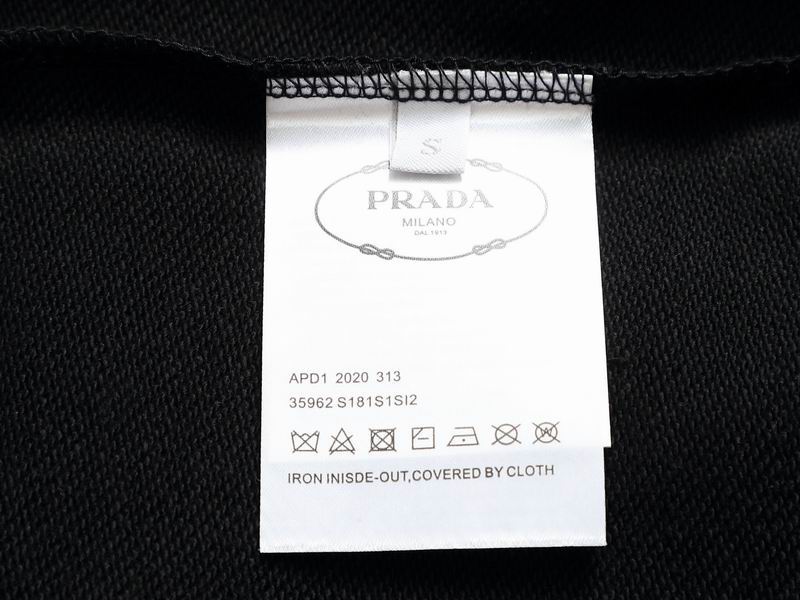 S
PRADA
MILANO
DAL 1913
APD1 2020 313
35962 S181S1SI2
IRON INISDE-OUT,COVERED BY CLOTH